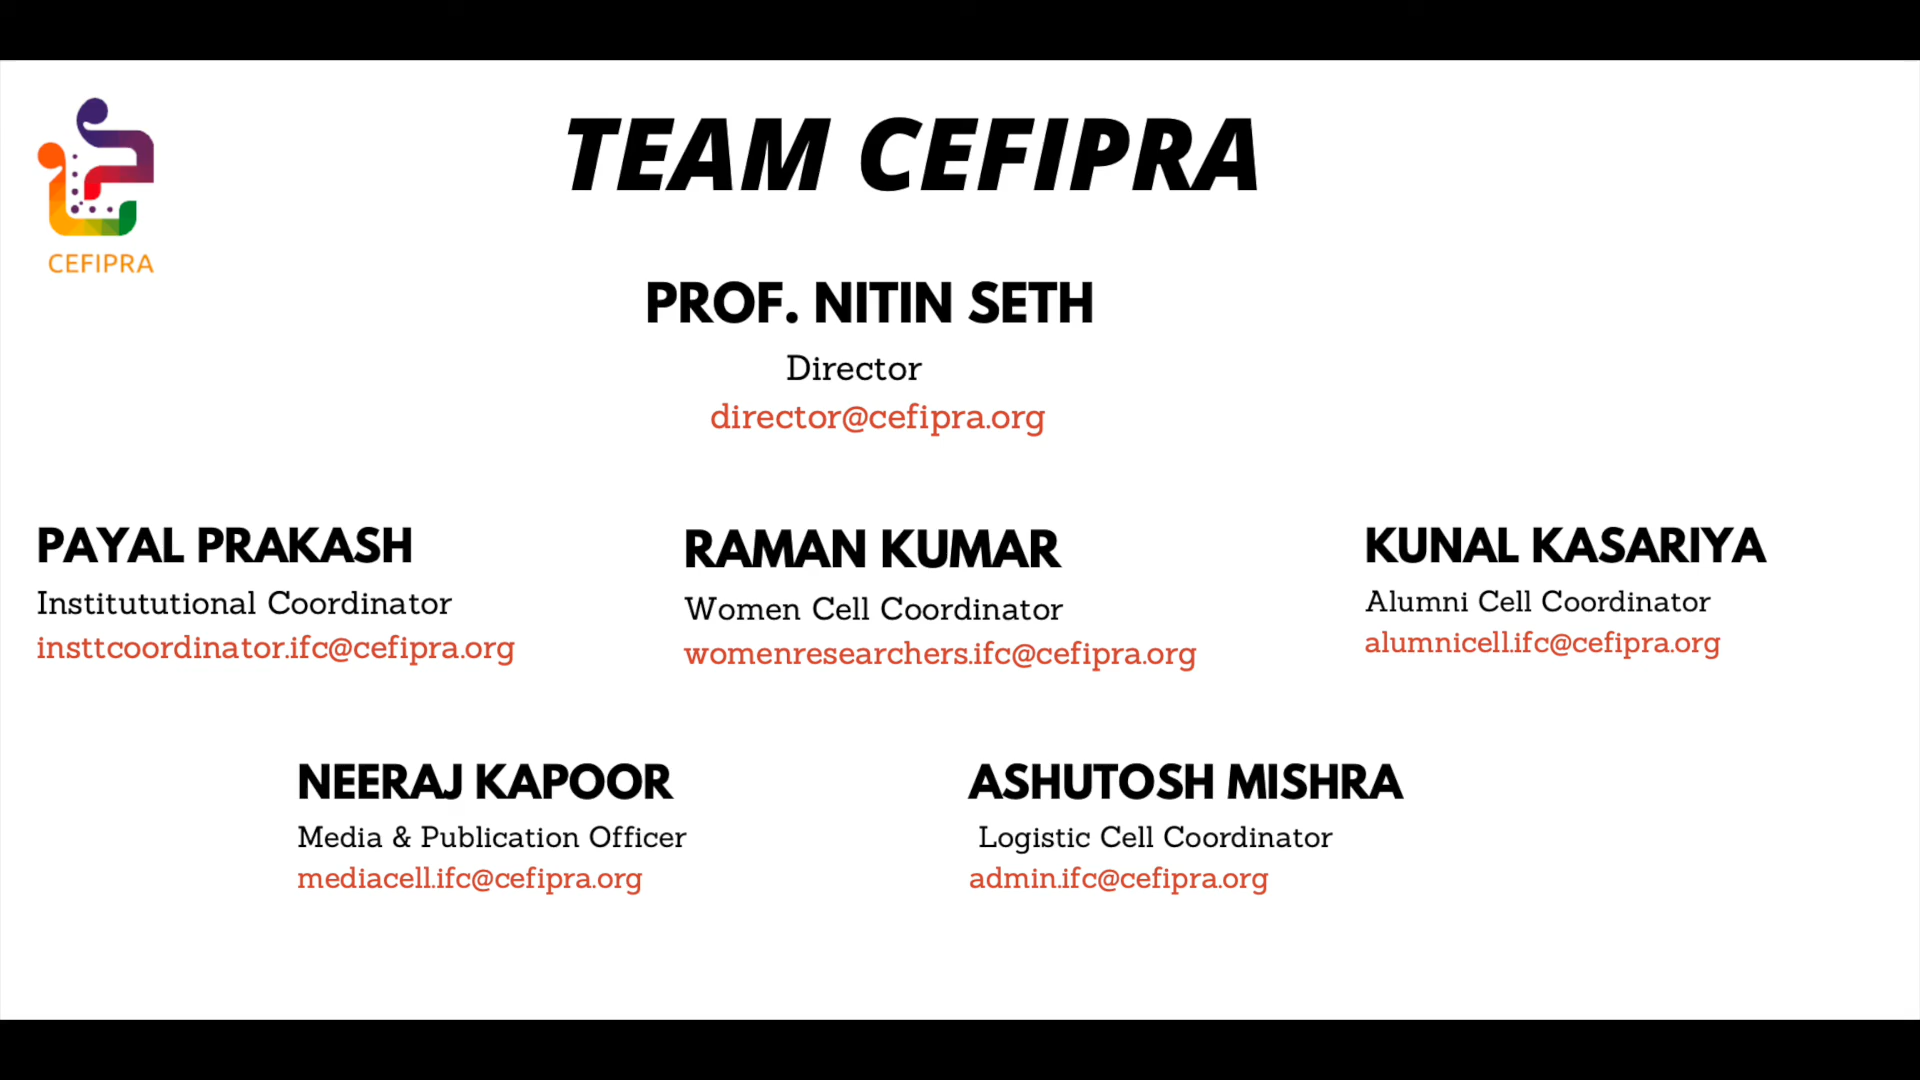 TEAM CEFIPRA
CEFIPRA
PROF. NITIN SETH
Director
director@cefipra.org
PAYAL PRAKASH
Institututional Coordinator
insttcoordinator.ifc@cefipra.org
RAMAN KUMAR
Women Cell Coordinator
womenresearchers.ifc@cefipra.org
KUNAL KASARIYA
Alumni Cell Coordinator
alumnicell.ifc@cefipra.org
NEERAJ KAPOOR
Media & Publication Officer
mediacell.ifc@cefipra.org
ASHUTOSH MISHRA
Logistic Cell Coordinator
admin.ifc@cefipra.org